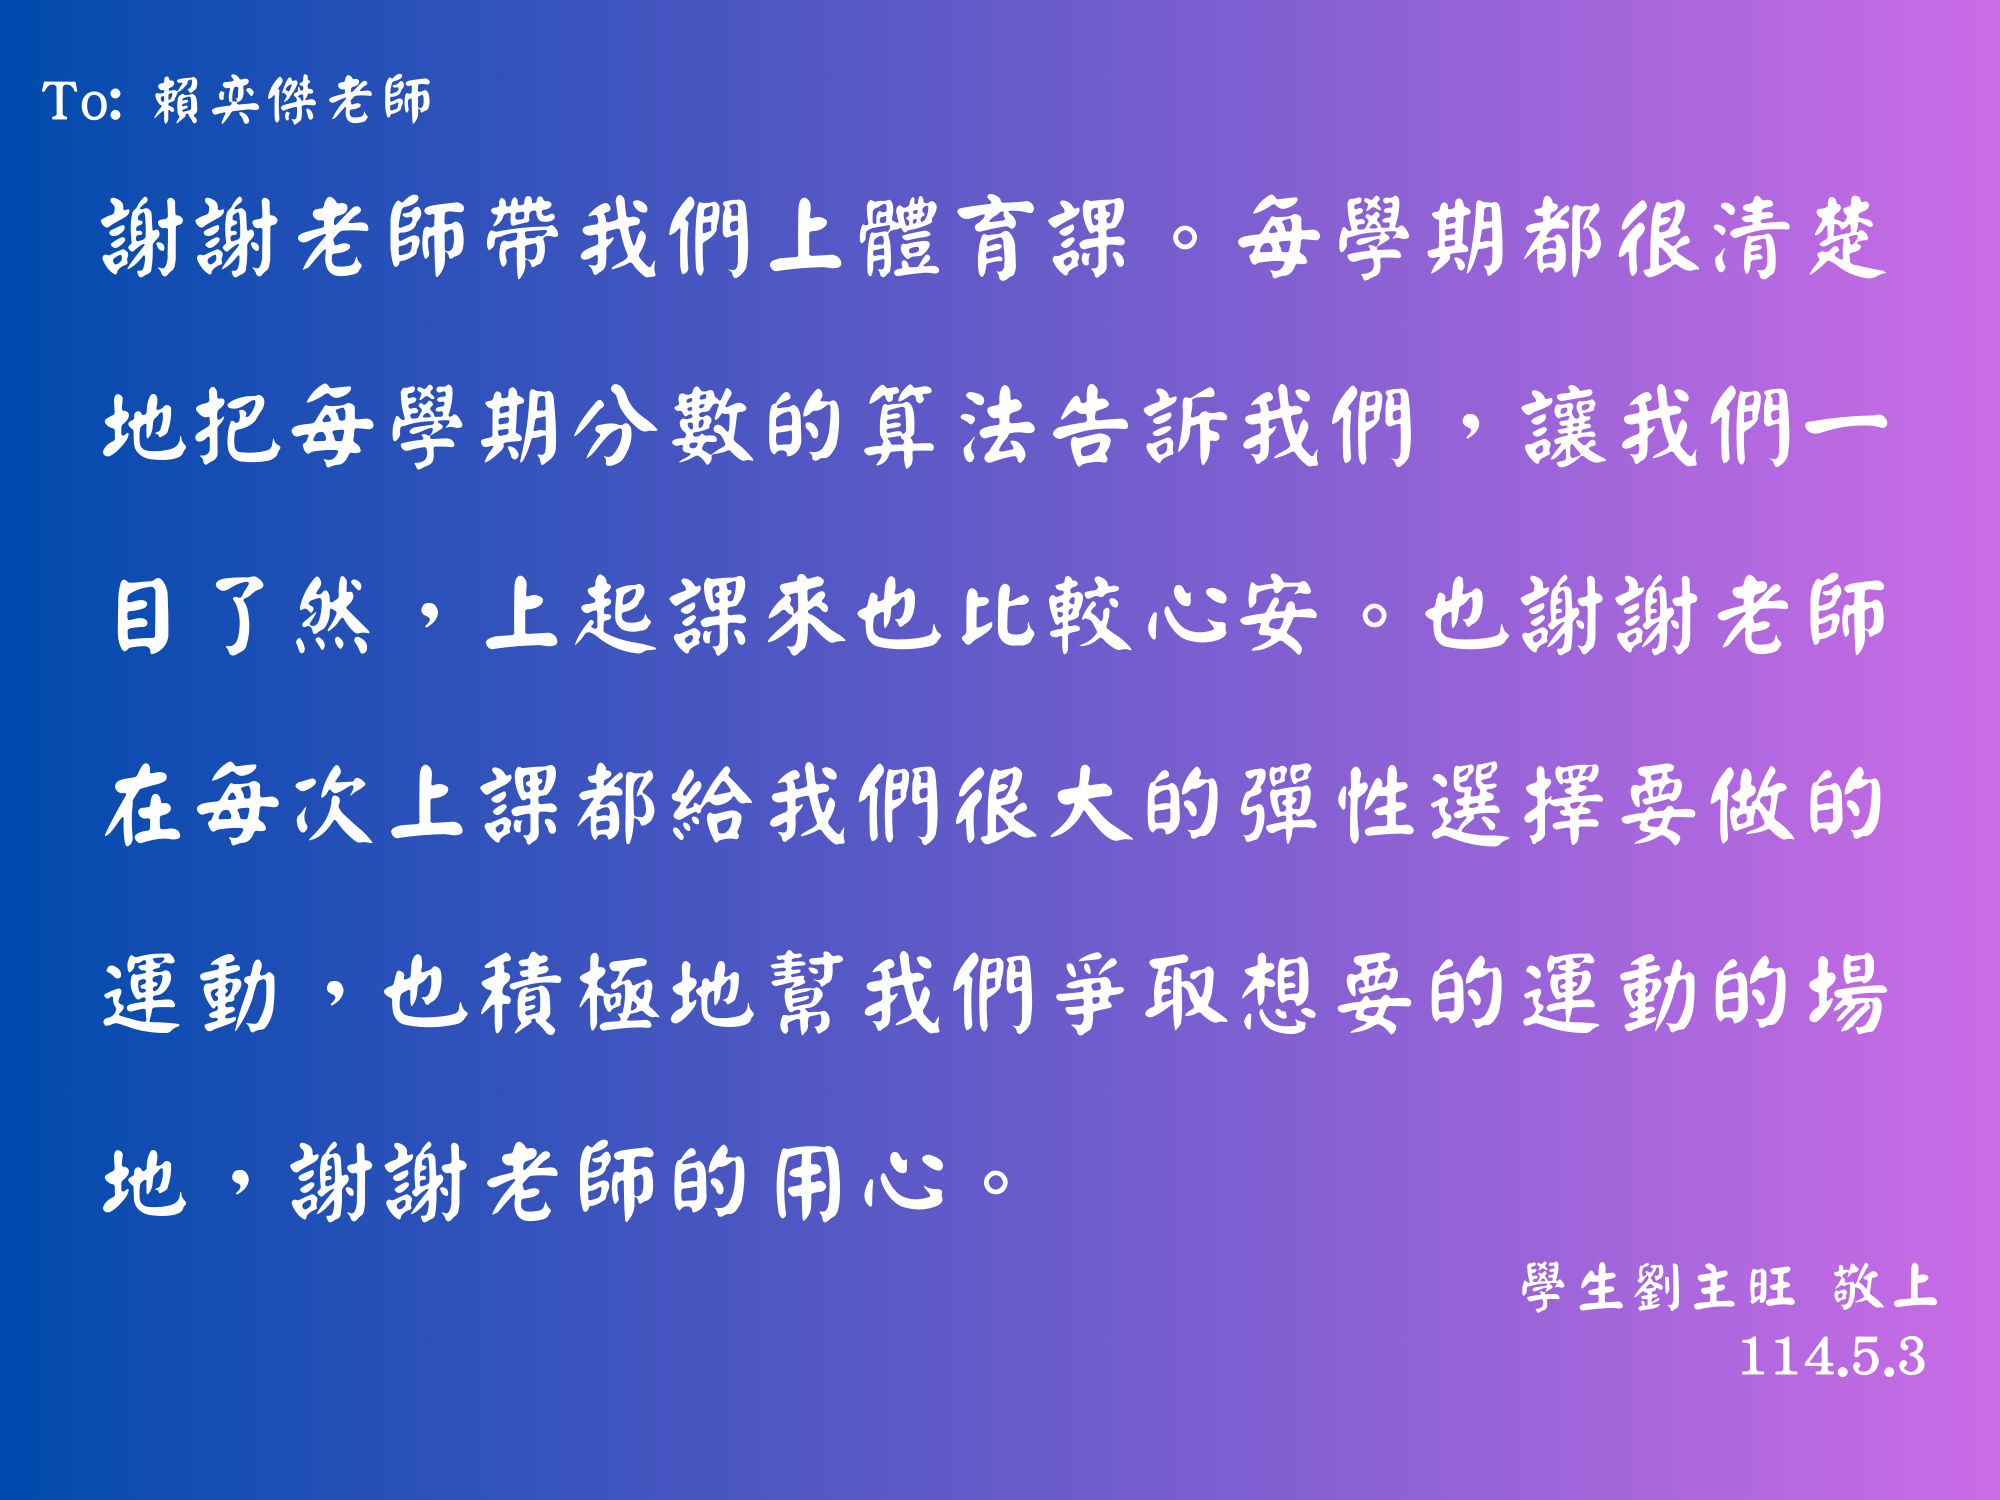 To: 賴奕傑老師
謝謝老師帶我們上體育課。每學期都很清楚
地把每學期分數的算法告訴我們，讓我們一
目了然，上起課來也比較心安。也謝謝老師
在每次上課都給我們很大的彈性選擇要做的
運動，也積極地幫我們爭取想要的運動的場
地，謝謝老師的用心。
學生劉主旺 敬上
114.5.3